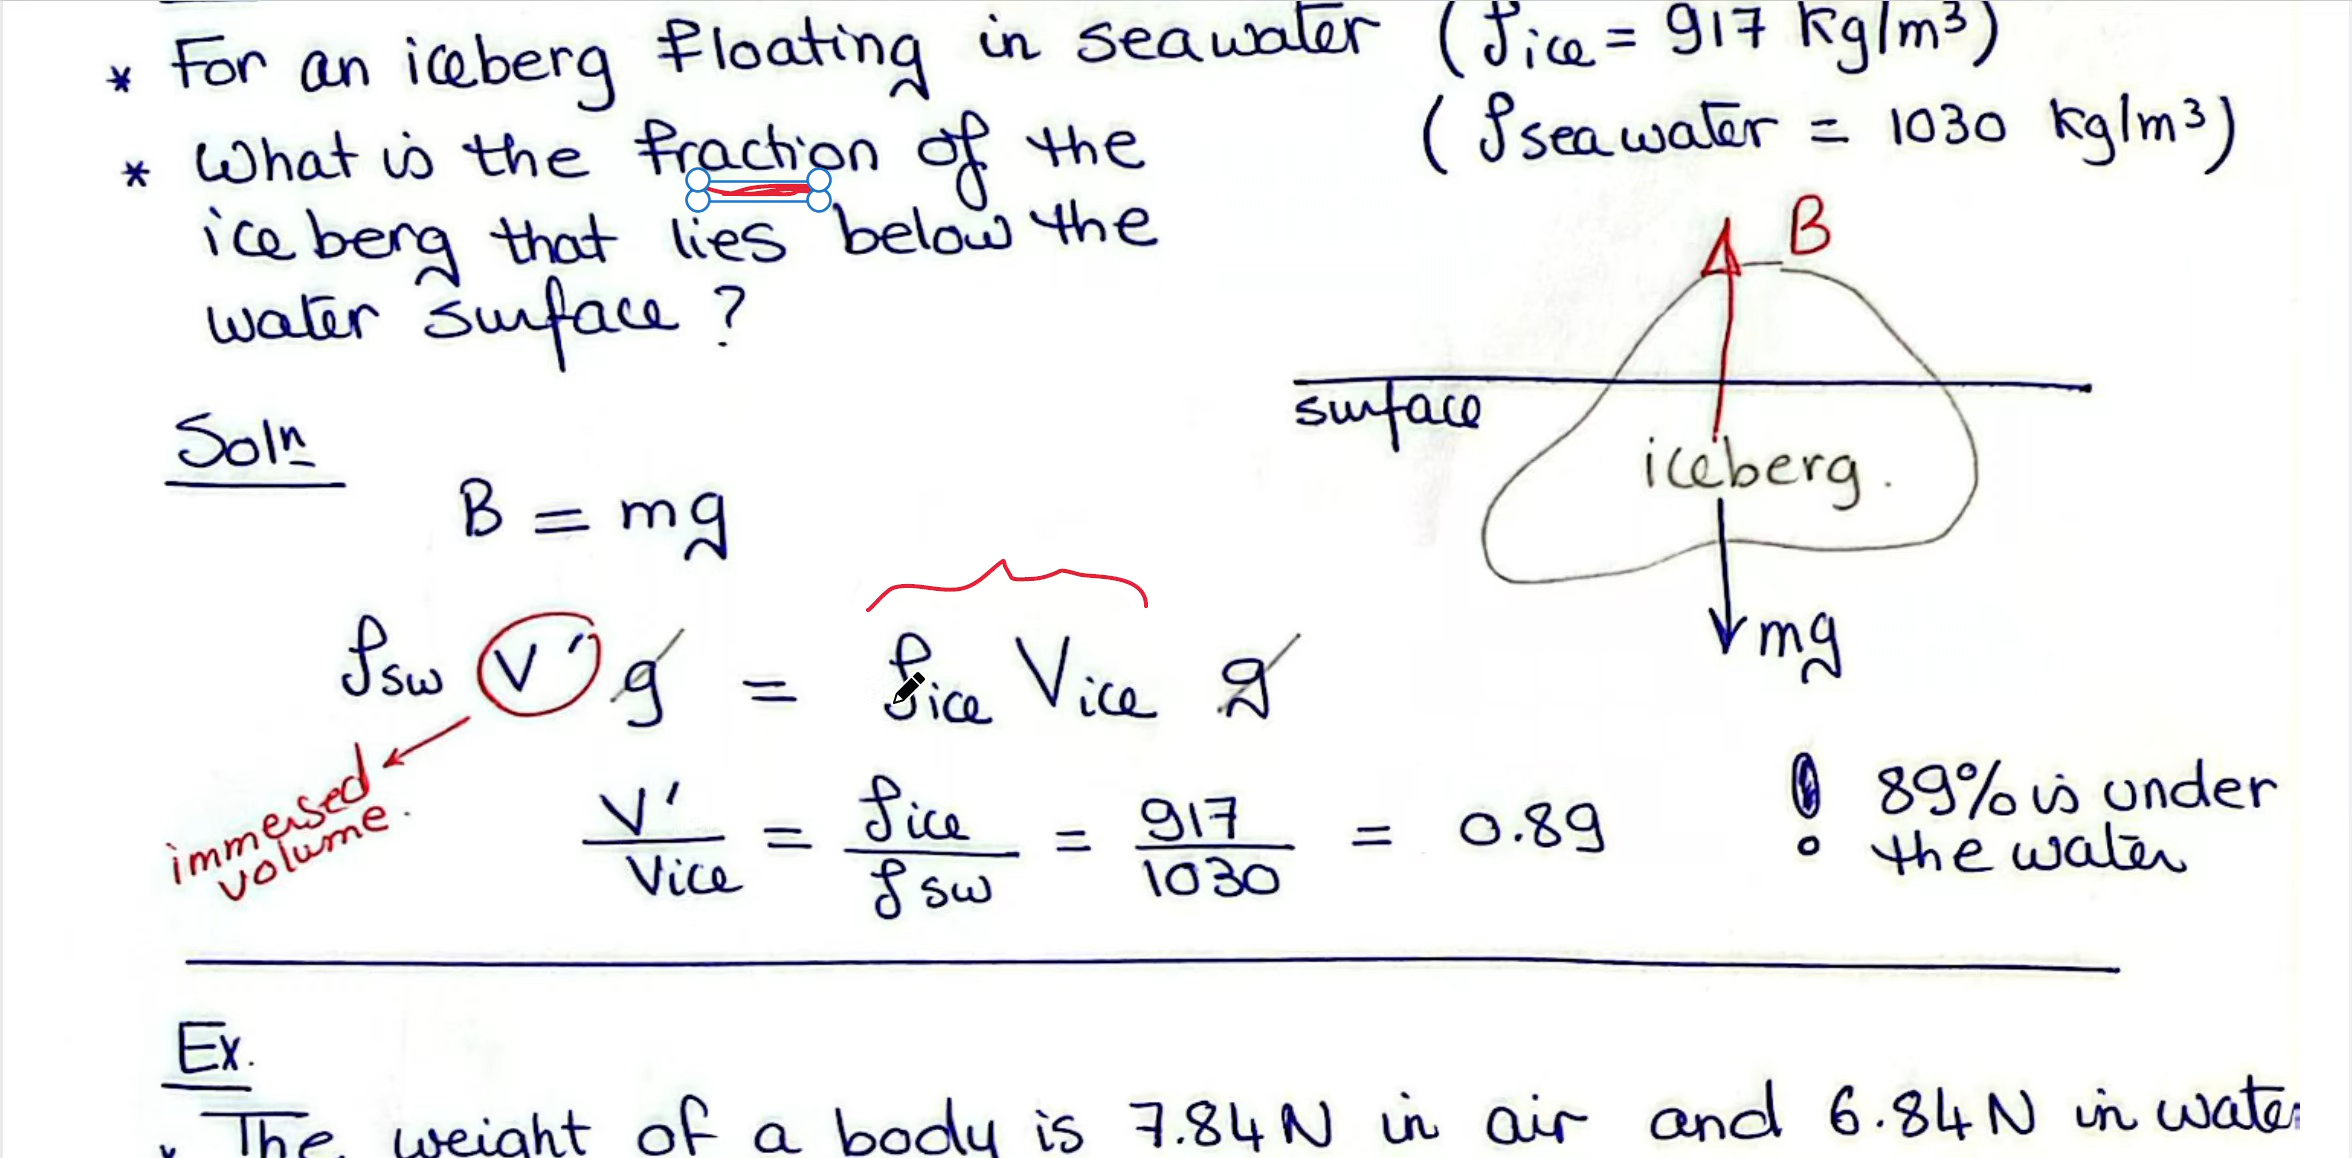 * For an iceberg floating in seawater (ρice = 917 kg/m³)
(ρseawater = 1030 kg/m³)
* What is the fraction of the
iceberg that lies below the
water surface ?
B
surface
iceberg.
mg
Soln
B = mg
ρsw V' g = ρice Vice g
immersed
volume.
V'/Vice = ρice/ρsw = 917/1030 = 0.89
89% is under
the water
Ex.
The weight of a body is 7.84N in air and 6.84N in water